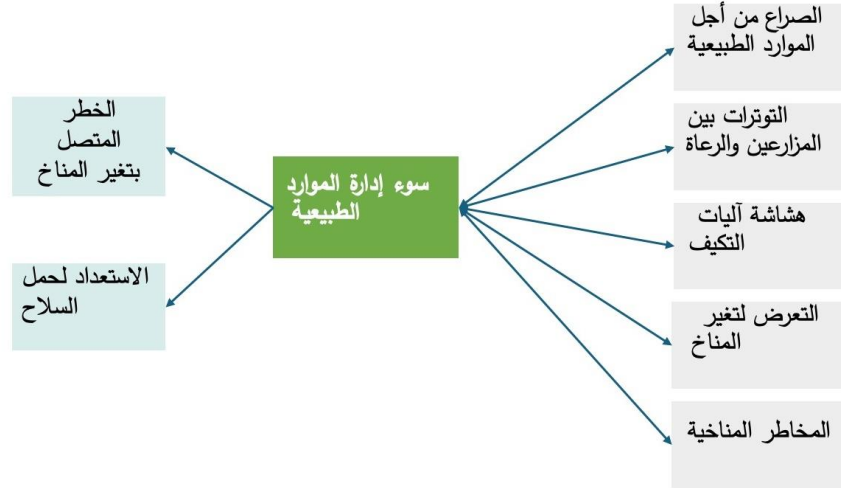 الصراع من أجل
الموارد الطبيعية
التوترات بين
المزارعين والرعاة
هشاشة آليات
التكيف
التعرض لتغير
المناخ
المخاطر المناخية
سوء إدارة الموارد
الطبيعية
الخطر
المتصل
بتغير المناخ
الاستعداد لحمل
السلاح